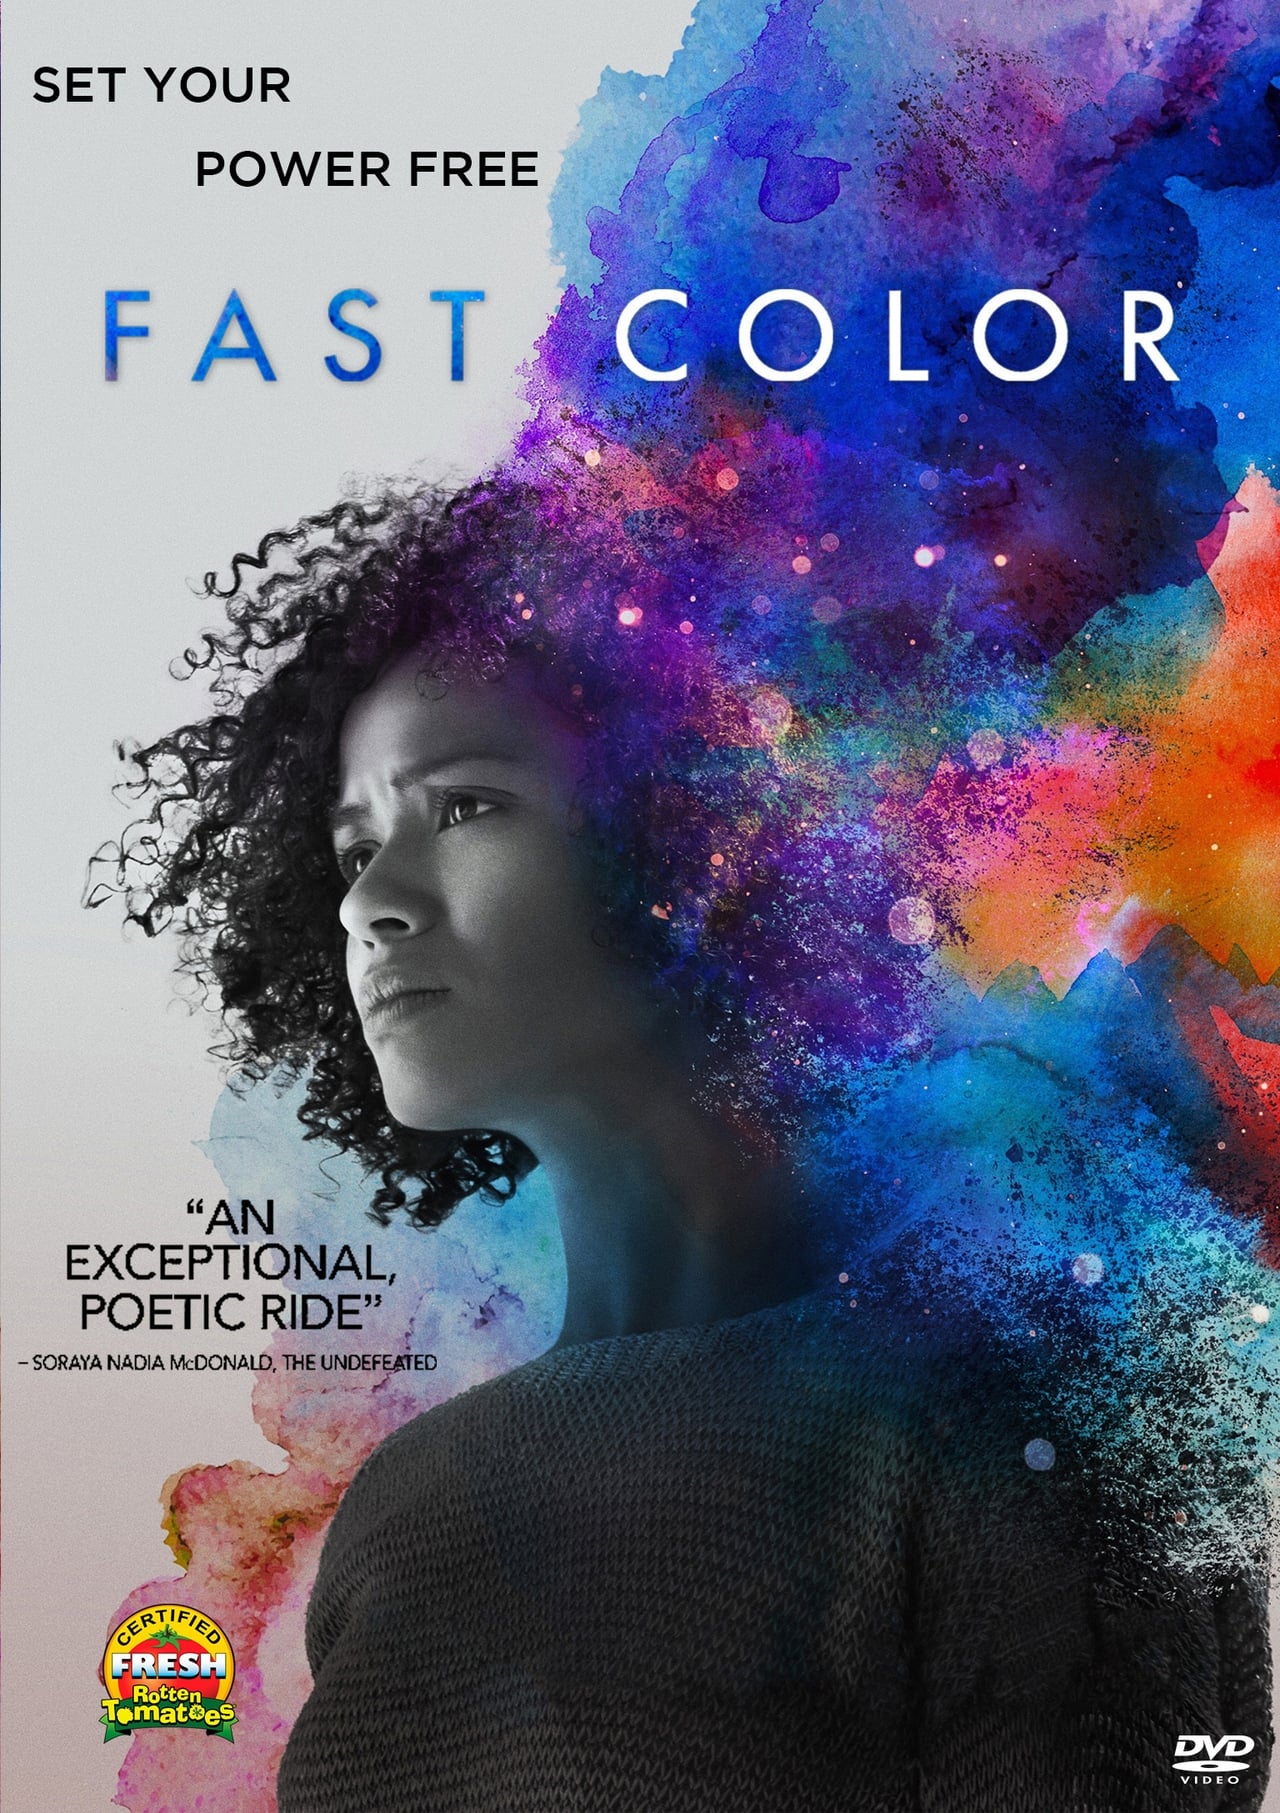 SET YOUR
POWER FREE
FAST COLOR
“AN
EXCEPTIONAL,
POETIC RIDE”
– SORAYA NADIA McDONALD, THE UNDEFEATED
CERTIFIED
FRESH
Rotten
Tomatoes
DVD
VIDEO